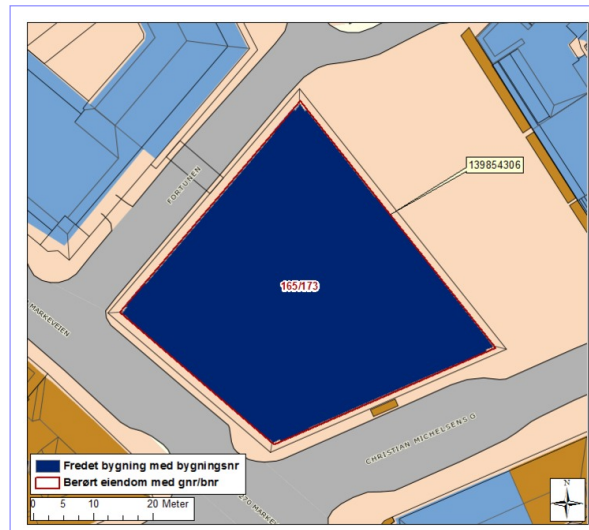 139854306
FORTUNEN
165/173
MARKEVEIEN
CHRISTIAN MICHELSENS G
Fredet bygning med bygningsnr
Berørt eiendom med gnr/bnr
0 5 10 20 Meter
N